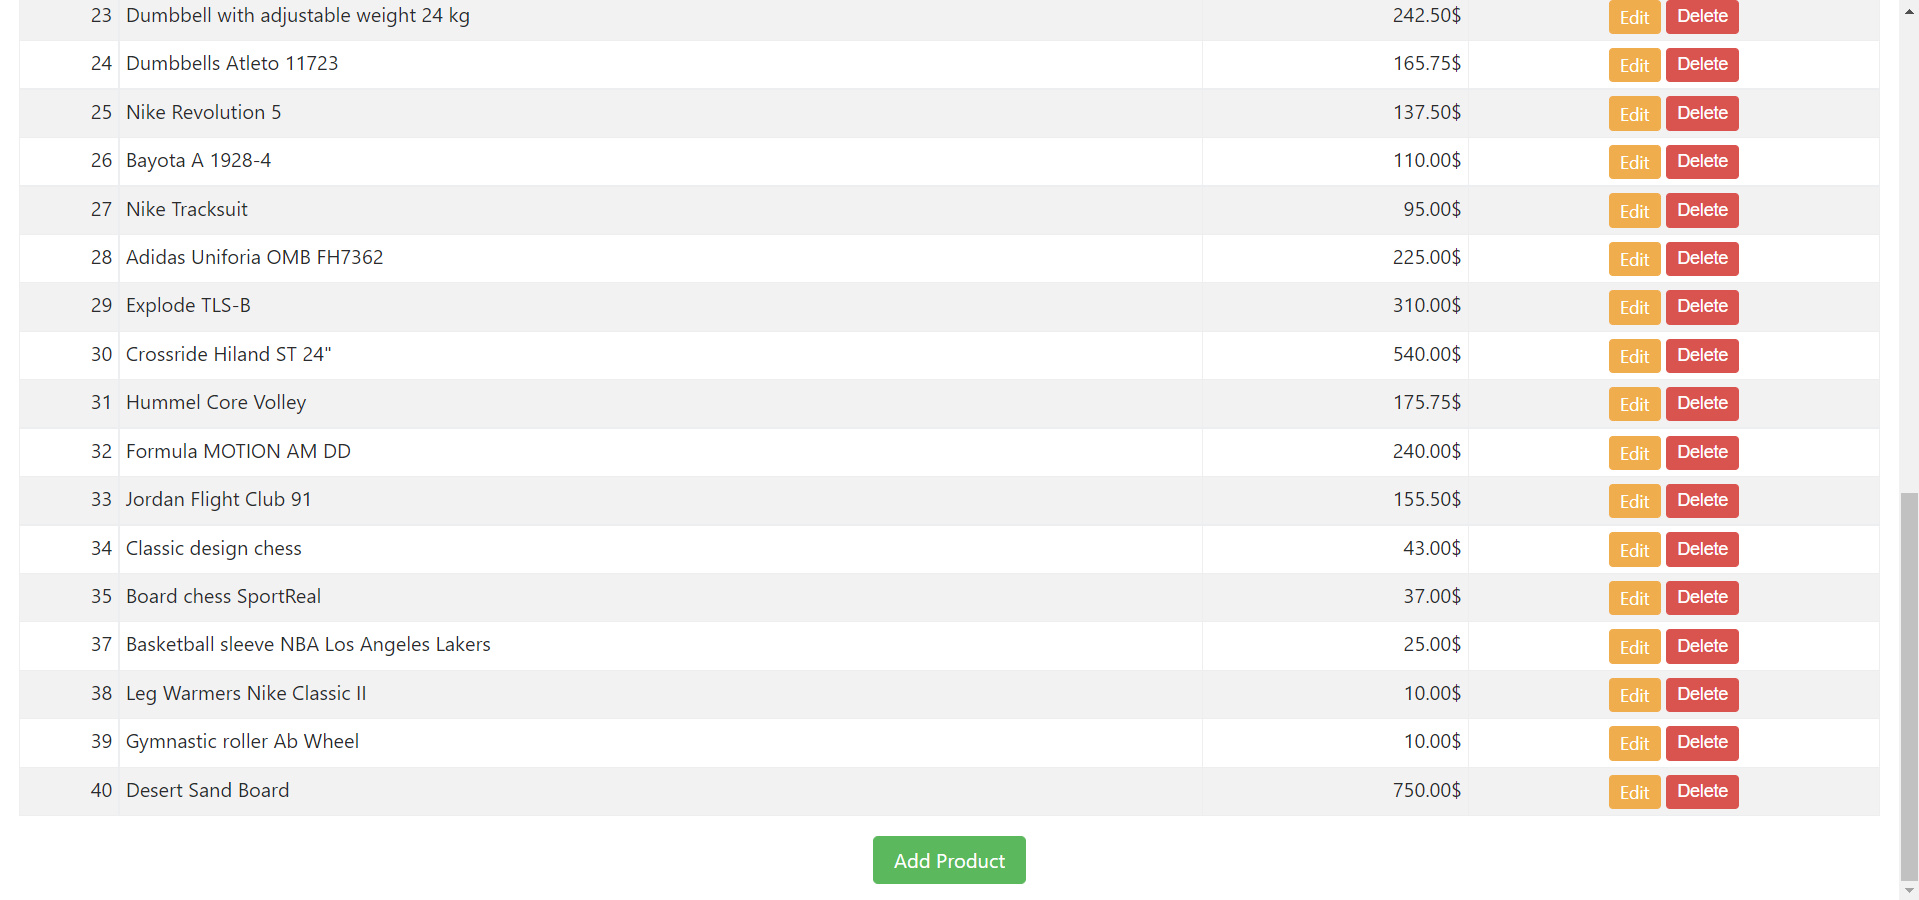 23 Dumbbell with adjustable weight 24 kg 242.50$ Edit Delete
24 Dumbbells Atleto 11723 165.75$ Edit Delete
25 Nike Revolution 5 137.50$ Edit Delete
26 Bayota A 1928-4 110.00$ Edit Delete
27 Nike Tracksuit 95.00$ Edit Delete
28 Adidas Uniforia OMB FH7362 225.00$ Edit Delete
29 Explode TLS-B 310.00$ Edit Delete
30 Crossride Hiland ST 24" 540.00$ Edit Delete
31 Hummel Core Volley 175.75$ Edit Delete
32 Formula MOTION AM DD 240.00$ Edit Delete
33 Jordan Flight Club 91 155.50$ Edit Delete
34 Classic design chess 43.00$ Edit Delete
35 Board chess SportReal 37.00$ Edit Delete
37 Basketball sleeve NBA Los Angeles Lakers 25.00$ Edit Delete
38 Leg Warmers Nike Classic II 10.00$ Edit Delete
39 Gymnastic roller Ab Wheel 10.00$ Edit Delete
40 Desert Sand Board 750.00$ Edit Delete
Add Product